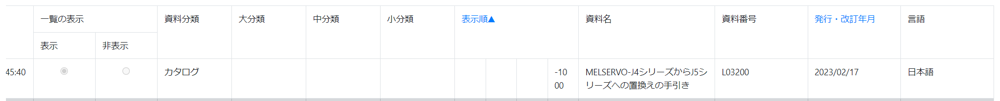 一覧の表示 資料分類 大分類 中分類 小分類 表示順▲ 資料名 資料番号 発行・改訂年月 言語
表示 非表示
45:40 カタログ -10 MELSERVO-J4シリーズからJ5シ L03200 2023/02/17 日本語
00 リーズへの置換えの手引き